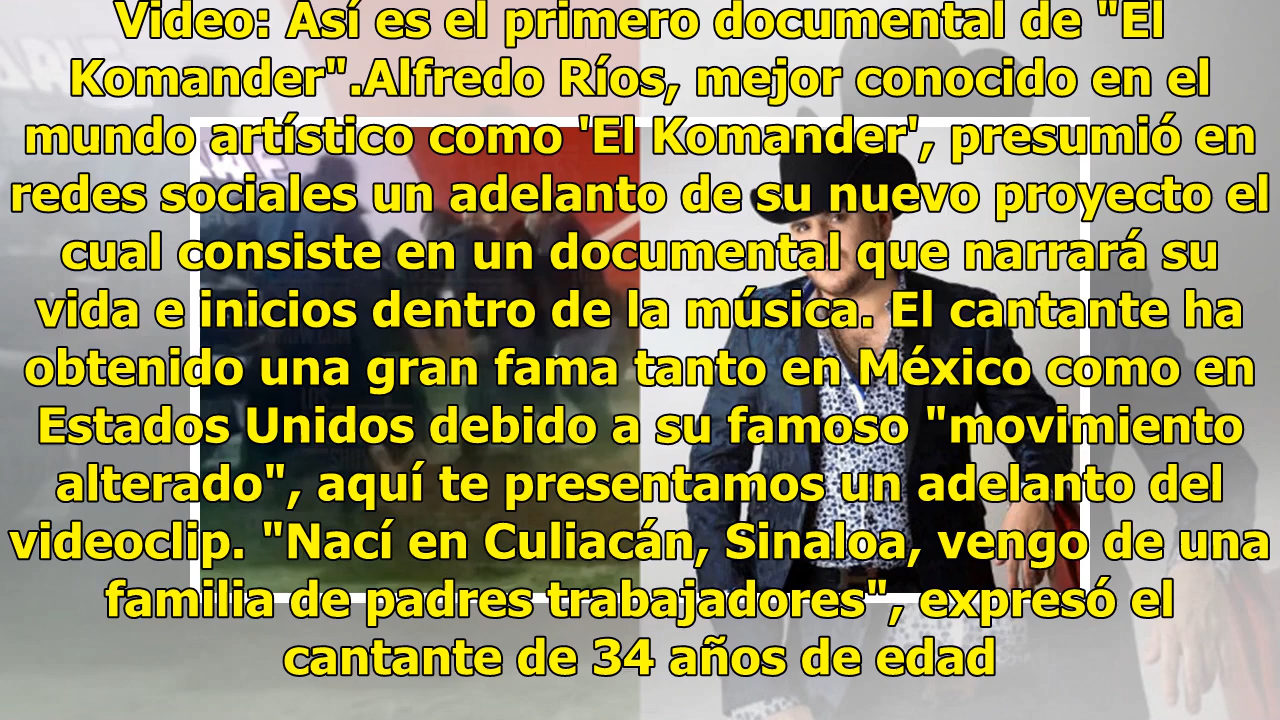 Video: Así es el primero documental de "El
Komander".Alfredo Ríos, mejor conocido en el
mundo artístico como 'El Komander', presumió en
redes sociales un adelanto de su nuevo proyecto el
cual consiste en un documental que narrará su
vida e inicios dentro de la música. El cantante ha
obtenido una gran fama tanto en México como en
Estados Unidos debido a su famoso "movimiento
alterado", aquí te presentamos un adelanto del
videoclip. "Nací en Culiacán, Sinaloa, vengo de una
familia de padres trabajadores", expresó el
cantante de 34 años de edad